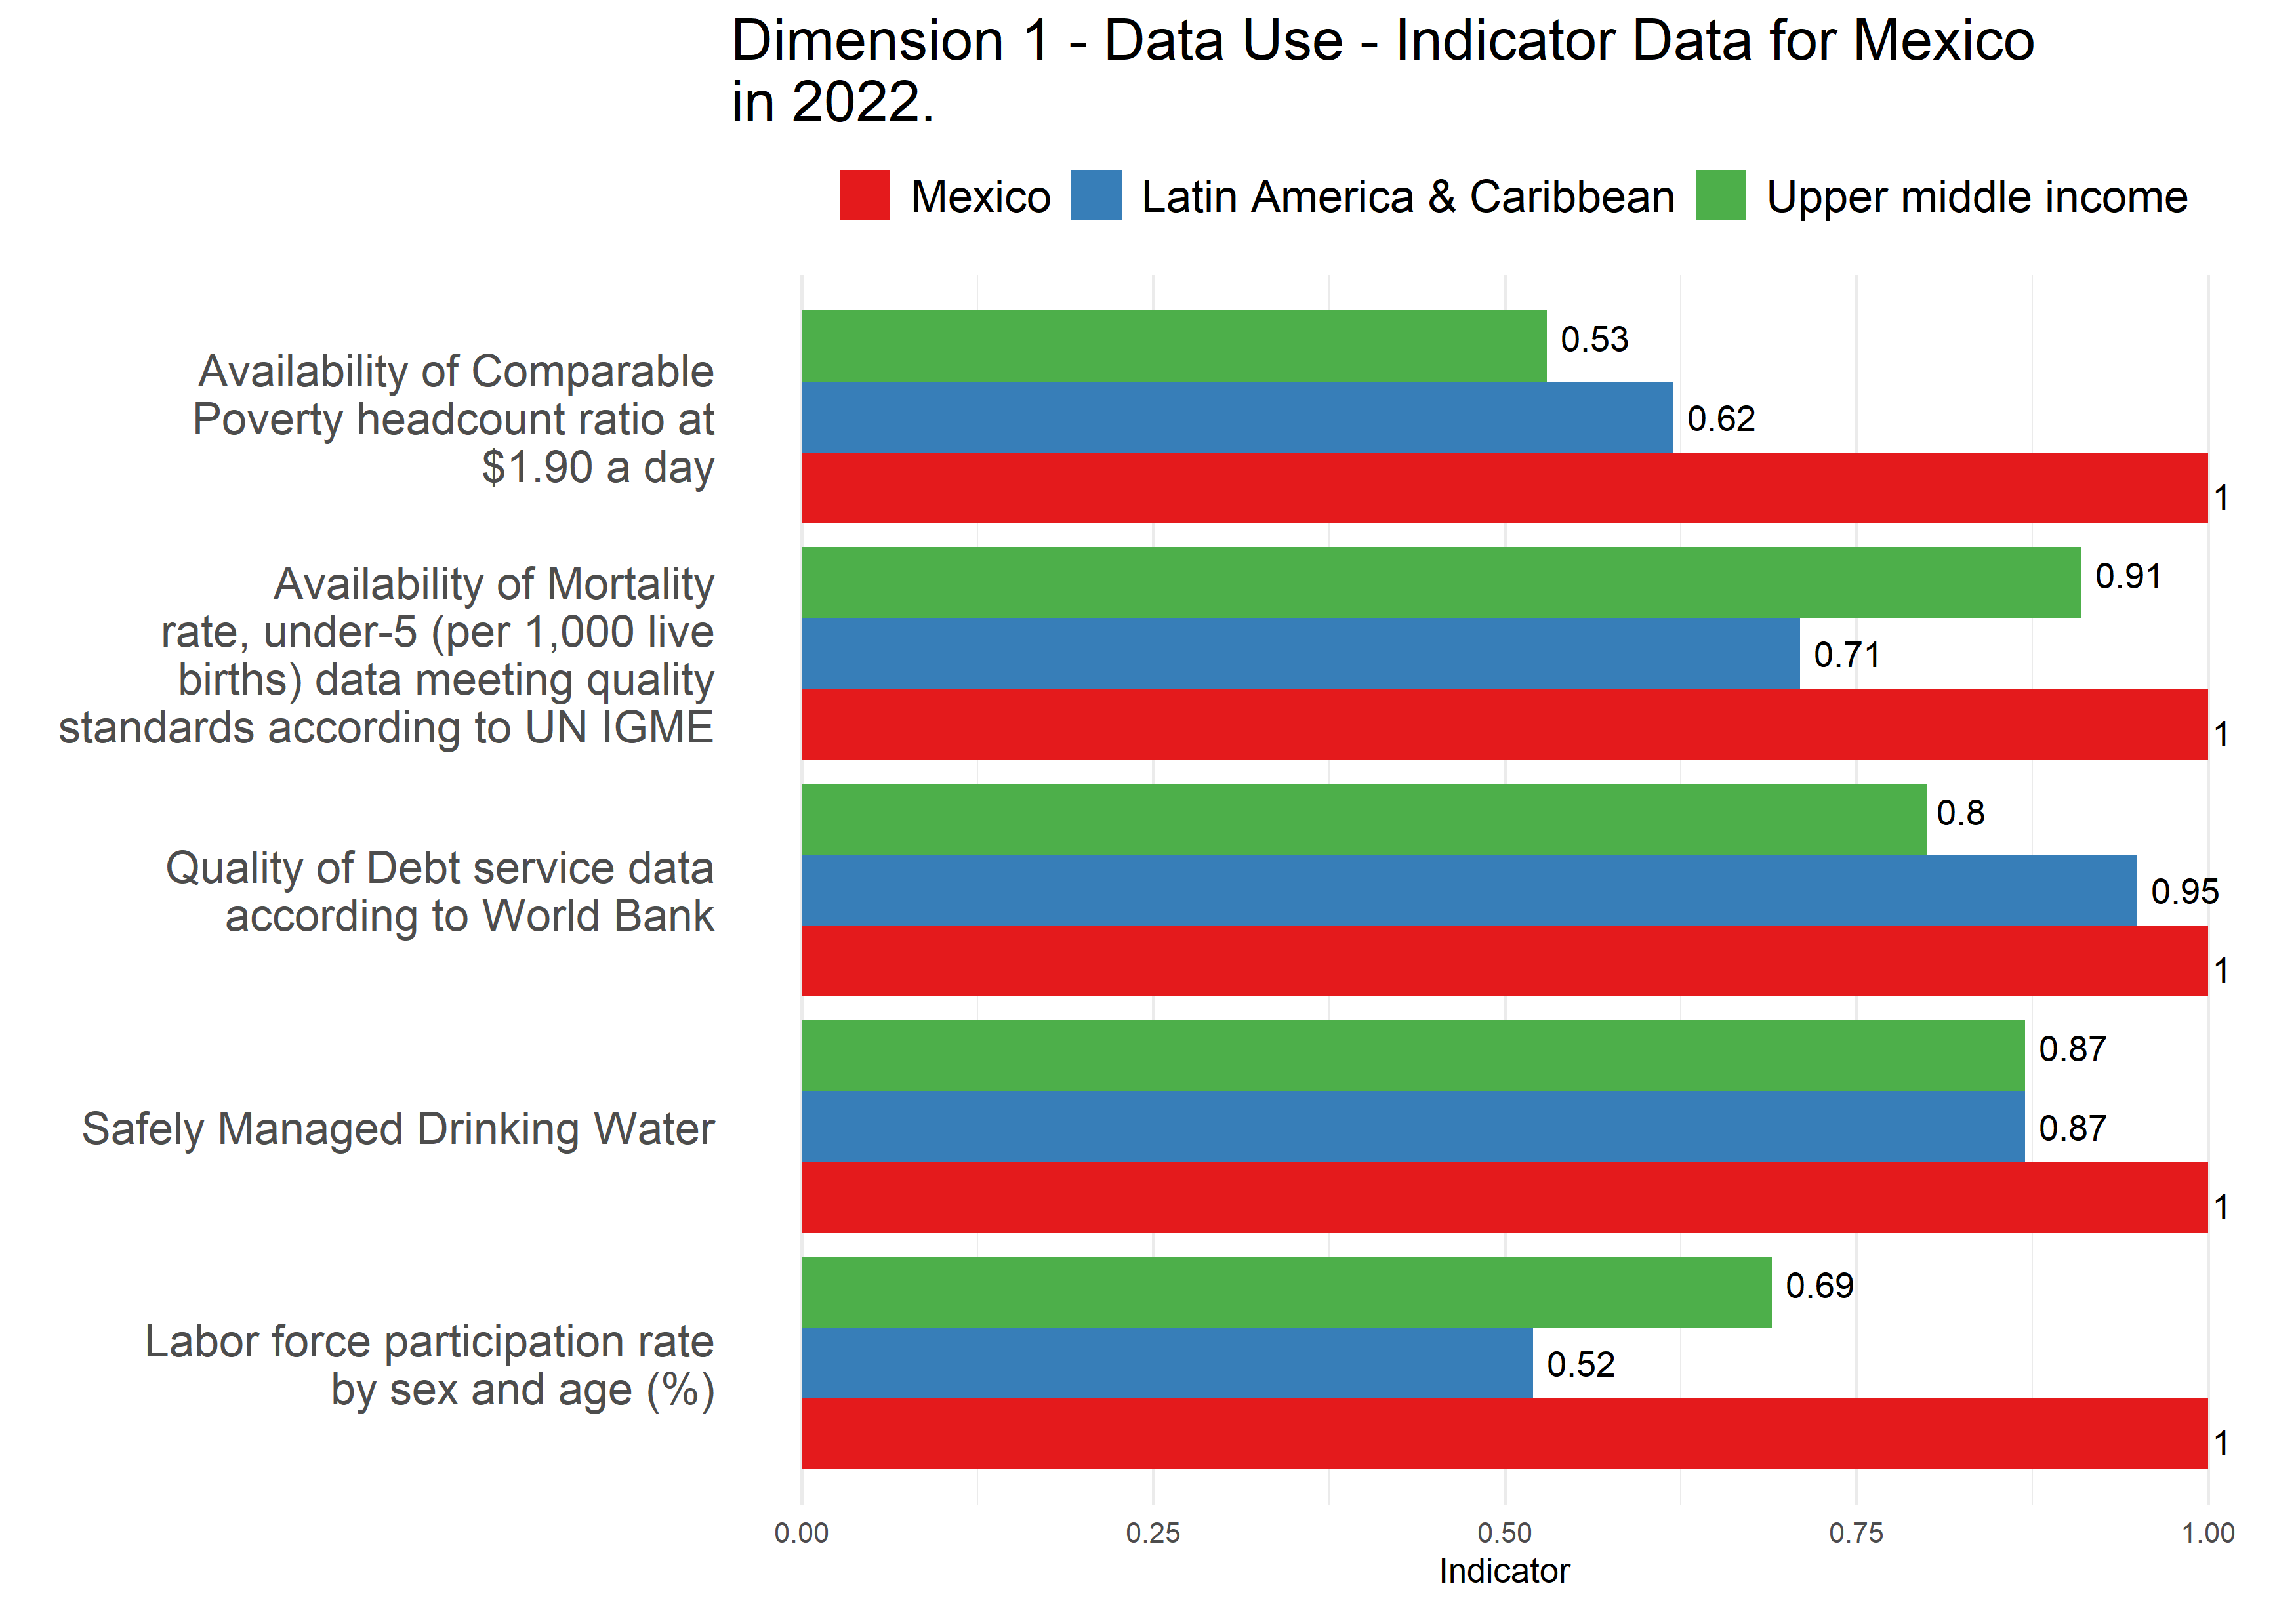 Dimension 1 - Data Use - Indicator Data for Mexico
in 2022.
Mexico
Latin America & Caribbean
Upper middle income
Availability of Comparable
Poverty headcount ratio at
$1.90 a day
0.53
0.62
1
Availability of Mortality
rate, under-5 (per 1,000 live
births) data meeting quality
standards according to UN IGME
0.91
0.71
1
Quality of Debt service data
according to World Bank
0.8
0.95
1
Safely Managed Drinking Water
0.87
0.87
1
Labor force participation rate
by sex and age (%)
0.69
0.52
1
0.00
0.25
0.50
0.75
1.00
Indicator